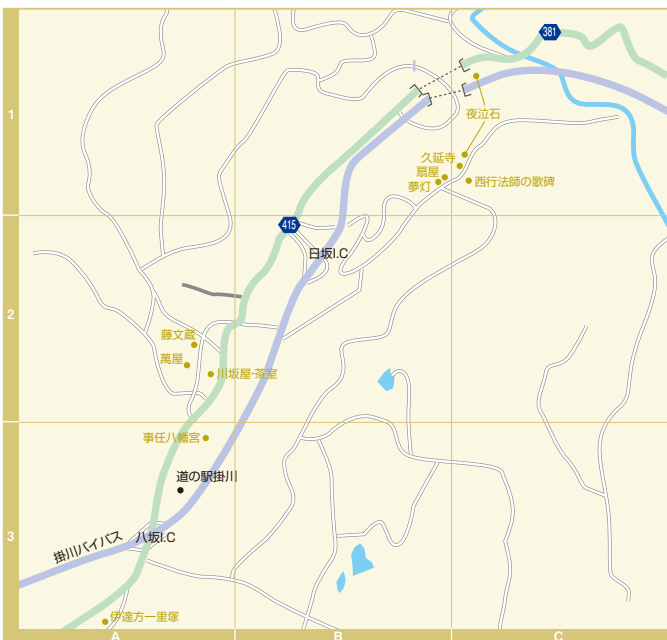 381
1
夜泣石
久延寺
扇屋
夢灯
西行法師の歌碑
415
日坂I.C
2
藤文蔵
萬屋
川坂屋・茶室
事任八幡宮
道の駅掛川
3
掛川バイパス
八坂I.C
伊達方一里塚
A
B
C